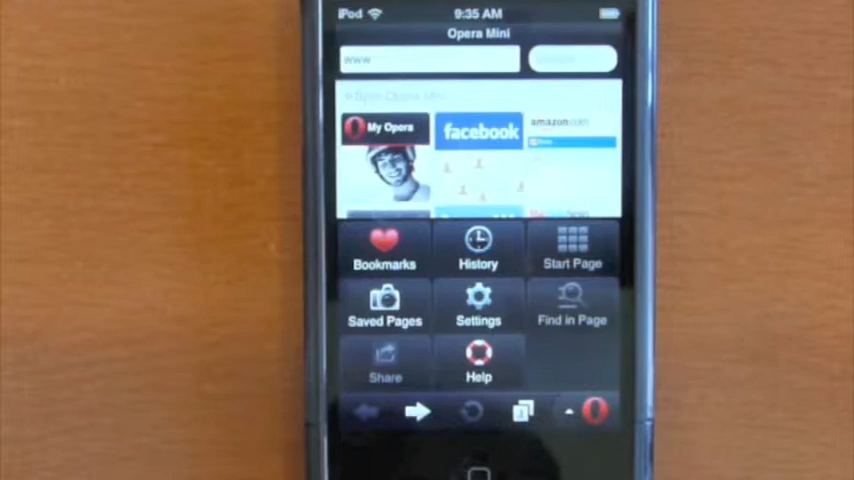 iPod 9:35 AM
Opera Mini
www
My Opera
facebook
amazon.com
Bookmarks
History
Start Page
Saved Pages
Settings
Find in Page
Share
Help